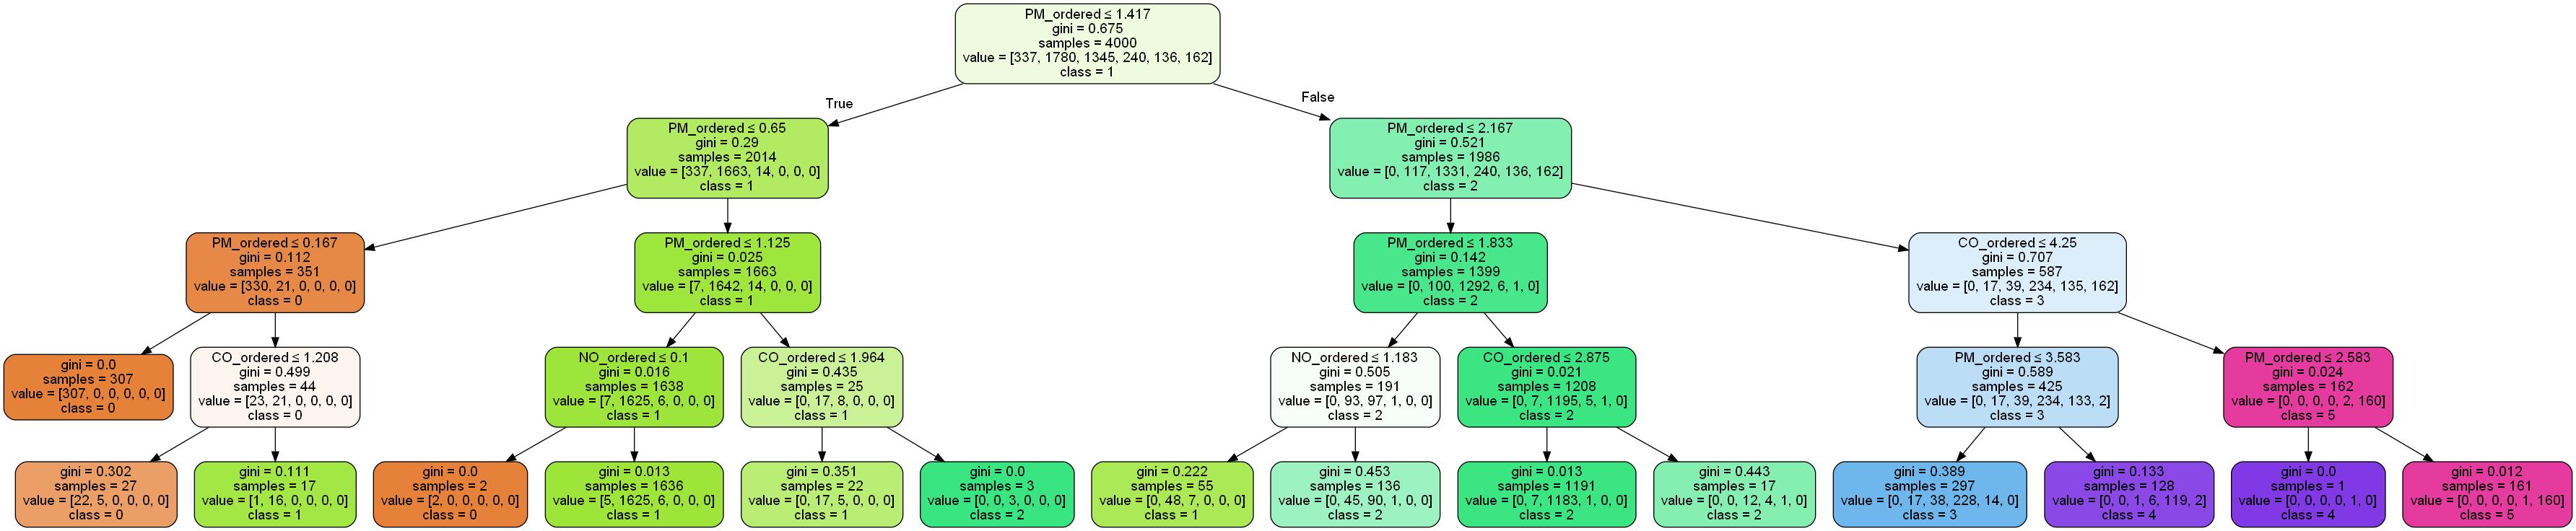 PM_ordered ≤ 1.417
gini = 0.675
samples = 4000
value = [337, 1780, 1345, 240, 136, 162]
class = 1
True
False
PM_ordered ≤ 0.65
gini = 0.29
samples = 2014
value = [337, 1663, 14, 0, 0, 0]
class = 1
PM_ordered ≤ 2.167
gini = 0.521
samples = 1986
value = [0, 117, 1331, 240, 136, 162]
class = 2
PM_ordered ≤ 0.167
gini = 0.112
samples = 351
value = [330, 21, 0, 0, 0, 0]
class = 0
PM_ordered ≤ 1.125
gini = 0.025
samples = 1663
value = [7, 1642, 14, 0, 0, 0]
class = 1
PM_ordered ≤ 1.833
gini = 0.142
samples = 1399
value = [0, 100, 1292, 6, 1, 0]
class = 2
CO_ordered ≤ 4.25
gini = 0.707
samples = 587
value = [0, 17, 39, 234, 135, 162]
class = 3
gini = 0.0
samples = 307
value = [307, 0, 0, 0, 0, 0]
class = 0
CO_ordered ≤ 1.208
gini = 0.499
samples = 44
value = [23, 21, 0, 0, 0, 0]
class = 0
NO_ordered ≤ 0.1
gini = 0.016
samples = 1638
value = [7, 1625, 6, 0, 0, 0]
class = 1
CO_ordered ≤ 1.964
gini = 0.435
samples = 25
value = [0, 17, 8, 0, 0, 0]
class = 1
NO_ordered ≤ 1.183
gini = 0.505
samples = 191
value = [0, 93, 97, 1, 0, 0]
class = 2
CO_ordered ≤ 2.875
gini = 0.021
samples = 1208
value = [0, 7, 1195, 5, 1, 0]
class = 2
PM_ordered ≤ 3.583
gini = 0.589
samples = 425
value = [0, 17, 39, 234, 133, 2]
class = 3
PM_ordered ≤ 2.583
gini = 0.024
samples = 162
value = [0, 0, 0, 0, 2, 160]
class = 5
gini = 0.302
samples = 27
value = [22, 5, 0, 0, 0, 0]
class = 0
gini = 0.111
samples = 17
value = [1, 16, 0, 0, 0, 0]
class = 1
gini = 0.0
samples = 2
value = [2, 0, 0, 0, 0, 0]
class = 0
gini = 0.013
samples = 1636
value = [5, 1625, 6, 0, 0, 0]
class = 1
gini = 0.351
samples = 22
value = [0, 17, 5, 0, 0, 0]
class = 1
gini = 0.0
samples = 3
value = [0, 0, 3, 0, 0, 0]
class = 2
gini = 0.222
samples = 55
value = [0, 48, 7, 0, 0, 0]
class = 1
gini = 0.453
samples = 136
value = [0, 45, 90, 1, 0, 0]
class = 2
gini = 0.013
samples = 1191
value = [0, 7, 1183, 1, 0, 0]
class = 2
gini = 0.443
samples = 17
value = [0, 0, 12, 4, 1, 0]
class = 2
gini = 0.389
samples = 297
value = [0, 17, 38, 228, 14, 0]
class = 3
gini = 0.133
samples = 128
value = [0, 0, 1, 6, 119, 2]
class = 4
gini = 0.0
samples = 1
value = [0, 0, 0, 0, 1, 0]
class = 4
gini = 0.012
samples = 161
value = [0, 0, 0, 0, 1, 160]
class = 5